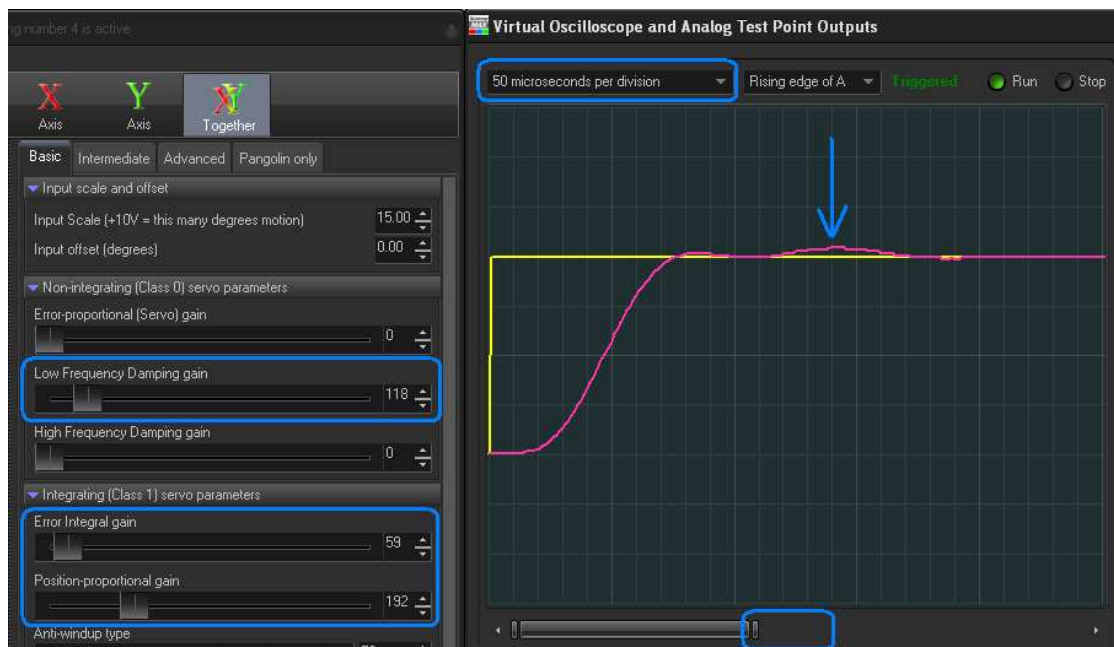 ng number 4 is active
Virtual Oscilloscope and Analog Test Point Outputs
50 microseconds per division
Rising edge of A
Triggered
Run
Stop
X
Y
XY
Axis
Axis
Together
Basic
Intermediate
Advanced
Pangolin only
Input scale and offset
Input Scale (+10V = this many degrees motion)
15.00
Input offset (degrees)
0.00
Non-integrating (Class 0) servo parameters
Error-proportional (Servo) gain
0
Low Frequency Damping gain
118
High Frequency Damping gain
0
Integrating (Class 1) servo parameters
Error Integral gain
59
Position-proportional gain
192
Anti-windup type